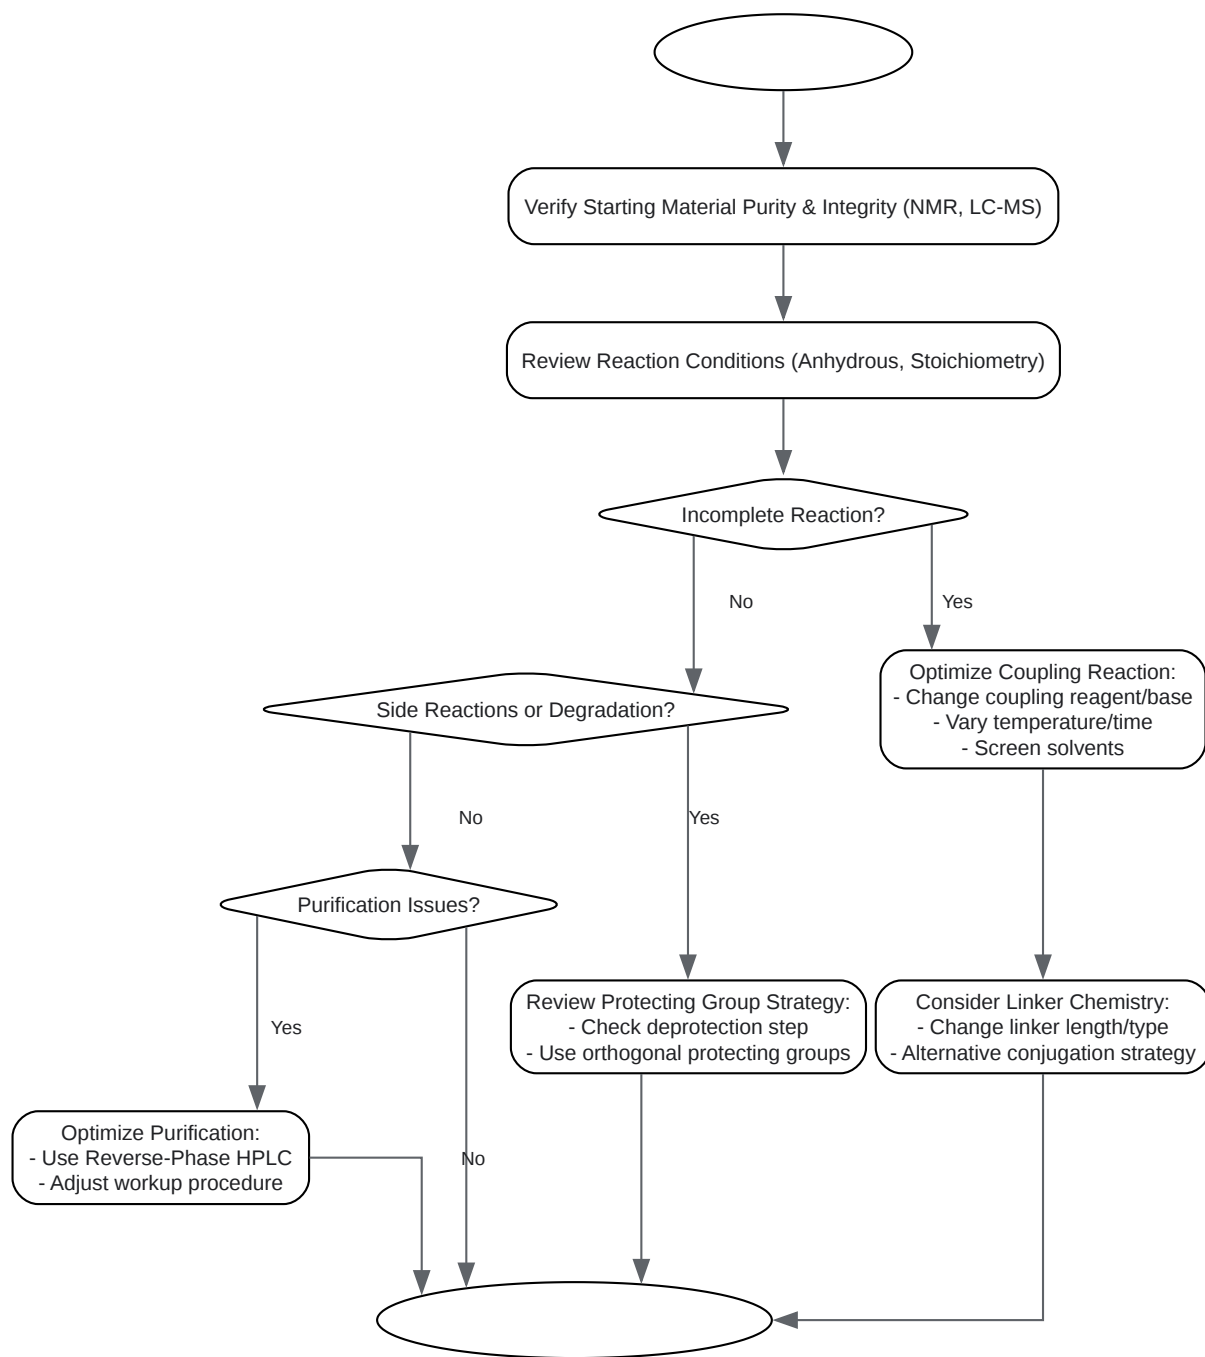 Verify Starting Material Purity & Integrity (NMR, LC-MS)
Review Reaction Conditions (Anhydrous, Stoichiometry)
Incomplete Reaction?
No
Yes
Optimize Coupling Reaction:
- Change coupling reagent/base
- Vary temperature/time
- Screen solvents
Side Reactions or Degradation?
No
Yes
Purification Issues?
Review Protecting Group Strategy:
- Check deprotection step
- Use orthogonal protecting groups
Consider Linker Chemistry:
- Change linker length/type
- Alternative conjugation strategy
Yes
No
Optimize Purification:
- Use Reverse-Phase HPLC
- Adjust workup procedure